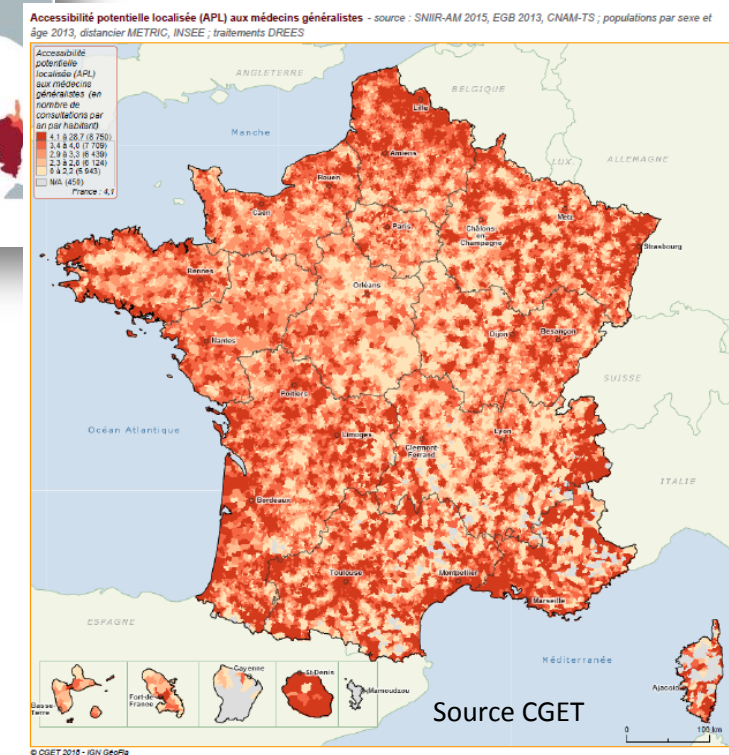 Accessibilité potentielle localisée (APL) aux médecins généralistes - source : SNIIR-AM 2015, EGB 2013, CNAM-TS ; populations par sexe et
âge 2013, distancier METRIC, INSEE ; traitements DREES
Accessibilité
potentielle
localisée (APL)
aux médecins
généralistes (en
nombre de
consultations par
an par habitant)
4,1 à 28,7 (8 750)
3,4 à 4,0 (7 709)
2,9 à 3,3 (6 439)
2,3 à 2,8 (6 124)
0 à 2,2 (5 943)
N/A (450)
France : 4,1
ANGLETERRE
BELGIQUE
Manche
Lille
LUX.
ALLEMAGNE
Amiens
Rouen
Caen
Paris
Châlons
en
Champagne
Metz
Strasbourg
Rennes
Orléans
Nantes
Dijon
Besançon
SUISSE
Poitiers
Océan Atlantique
Limoges
Clermont
Ferrand
Lyon
ITALIE
Bordeaux
Toulouse
Montpellier
Marseille
ESPAGNE
Méditerranée
Ajaccio
Basse
Terre
Fort-de
France
Cayenne
St-Denis
Mamoudzou
Source CGET
0 100 km
© CGET 2016 - IGN GéoFla